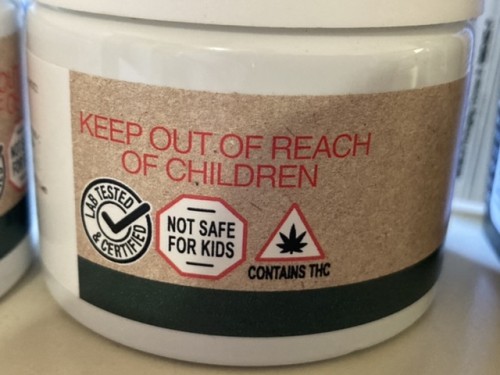 KEEP OUT OF REACH
OF CHILDREN
LAB TESTED
& CERTIFIED
NOT SAFE
FOR KIDS
CONTAINS THC